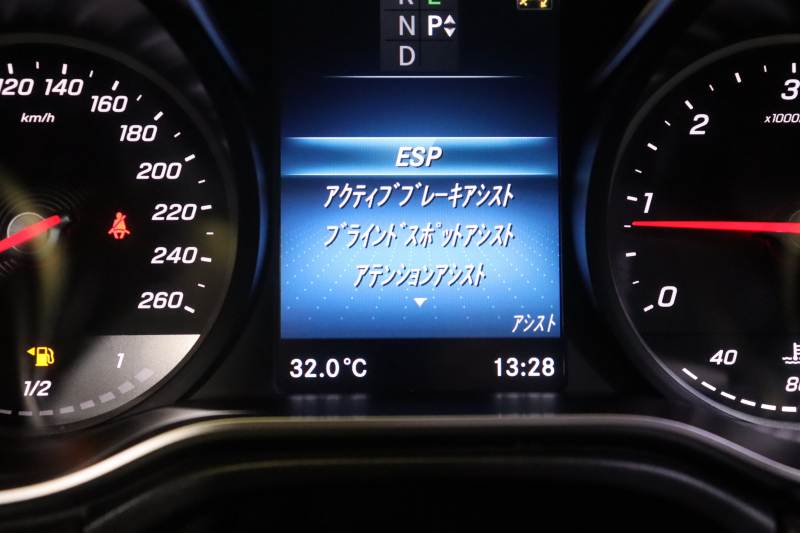 R E
N P
D
120 140 160 180 200 220 240 260
km/h
ESP
アクティブブレーキアシスト
ブラインドスポットアシスト
アテンションアシスト
アシスト
32.0°C 13:28
1/2 1
3 2 1 0
x1000
40 80